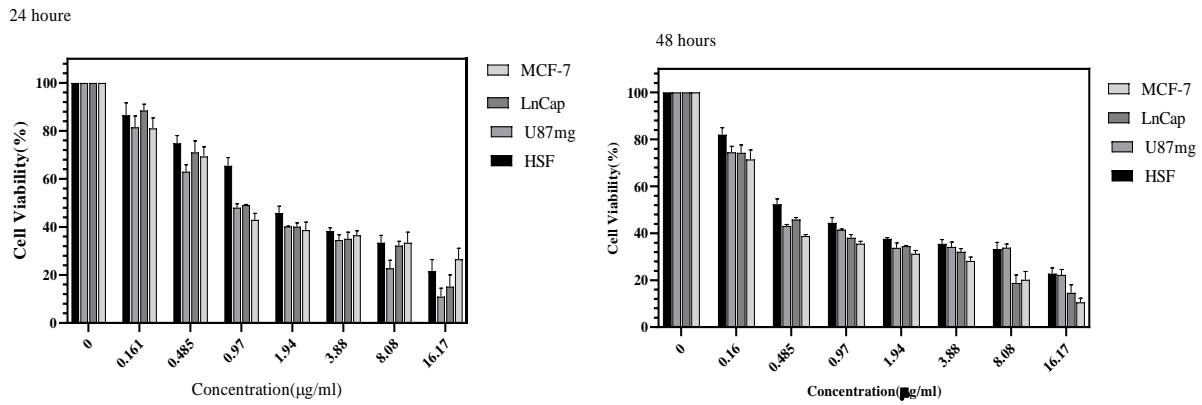 24 houre
100
80
60
40
20
0
Cell Viability(%)
0
0.161
0.485
0.97
1.94
3.88
8.08
16.17
Concentration(μg/ml)
MCF-7
LnCap
U87mg
HSF
48 hours
100
80
60
40
20
0
Cell Viability(%)
0
0.16
0.485
0.97
1.94
3.88
8.08
16.17
Concentration(μg/ml)
MCF-7
LnCap
U87mg
HSF